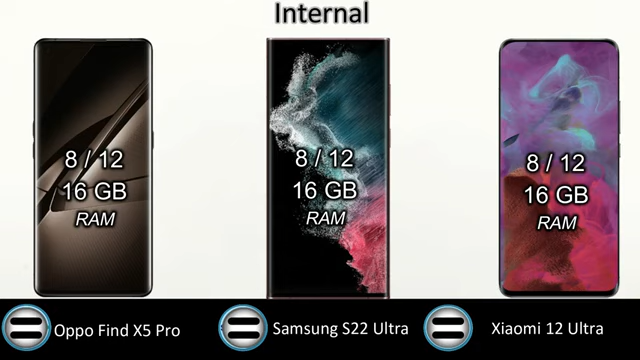 Internal
8 / 12
16 GB
RAM
8 / 12
16 GB
RAM
8 / 12
16 GB
RAM
Oppo Find X5 Pro
Samsung S22 Ultra
Xiaomi 12 Ultra